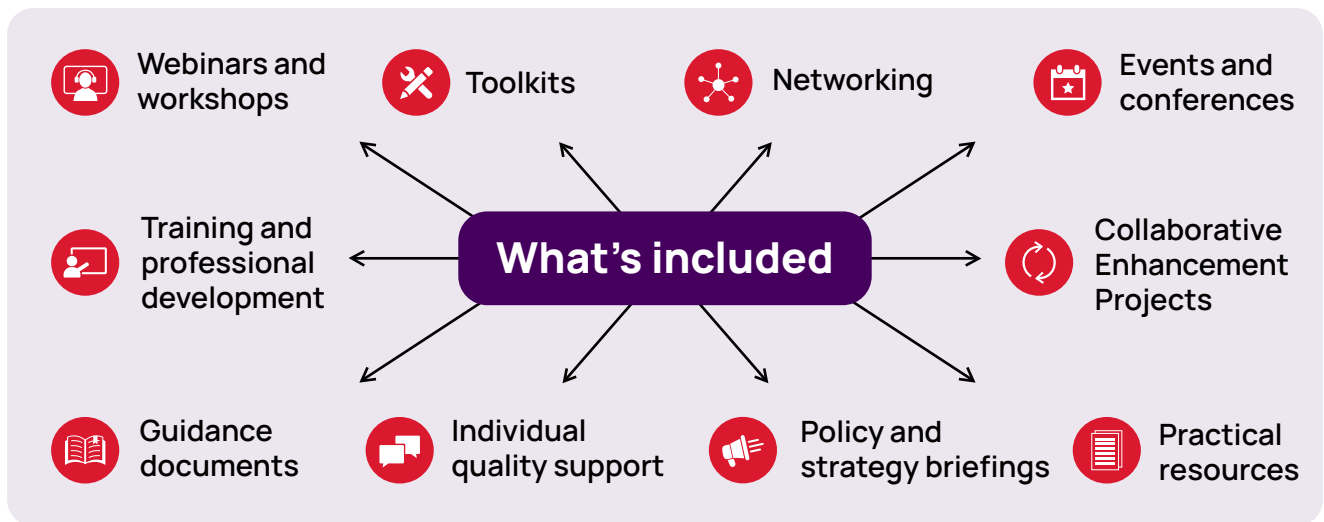 Webinars and
workshops
Toolkits
Networking
Events and
conferences
Training and
professional
development
What's included
Collaborative
Enhancement
Projects
Guidance
documents
Individual
quality support
Policy and
strategy briefings
Practical
resources